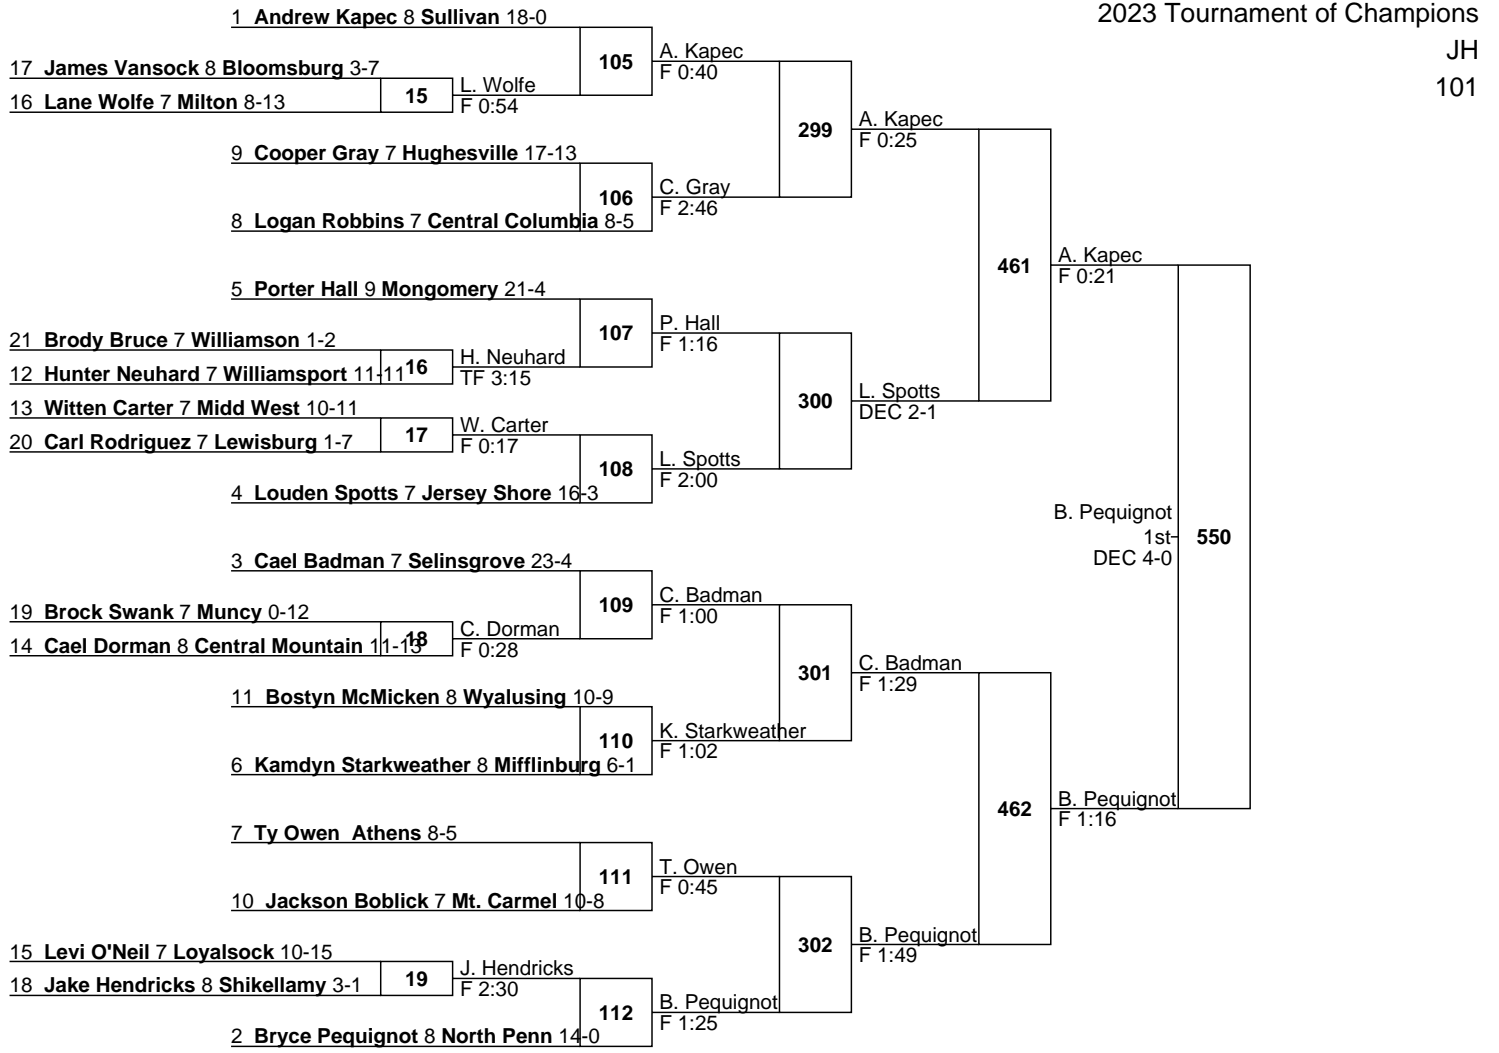 2023 Tournament of Champions
JH
101
1 Andrew Kapec 8 Sullivan 18-0
105
A. Kapec
F 0:40
17 James Vansock 8 Bloomsburg 3-7
15
L. Wolfe
F 0:54
16 Lane Wolfe 7 Milton 8-13
299
A. Kapec
F 0:25
9 Cooper Gray 7 Hughesville 17-13
106
C. Gray
F 2:46
8 Logan Robbins 7 Central Columbia 8-5
461
A. Kapec
F 0:21
5 Porter Hall 9 Mongomery 21-4
107
P. Hall
F 1:16
21 Brody Bruce 7 Williamson 1-2
16
H. Neuhard
TF 3:15
12 Hunter Neuhard 7 Williamsport 11-11
300
L. Spotts
DEC 2-1
13 Witten Carter 7 Midd West 10-11
17
W. Carter
F 0:17
20 Carl Rodriguez 7 Lewisburg 1-7
108
L. Spotts
F 2:00
4 Louden Spotts 7 Jersey Shore 16-3
B. Pequignot
1st
DEC 4-0
550
3 Cael Badman 7 Selinsgrove 23-4
109
C. Badman
F 1:00
19 Brock Swank 7 Muncy 0-12
18
C. Dorman
F 0:28
14 Cael Dorman 8 Central Mountain 11-13
301
C. Badman
F 1:29
11 Bostyn McMicken 8 Wyalusing 10-9
110
K. Starkweather
F 1:02
6 Kamdyn Starkweather 8 Mifflinburg 6-1
462
B. Pequignot
F 1:16
7 Ty Owen Athens 8-5
111
T. Owen
F 0:45
10 Jackson Boblick 7 Mt. Carmel 10-8
302
B. Pequignot
F 1:49
15 Levi O'Neil 7 Loyalsock 10-15
19
J. Hendricks
F 2:30
18 Jake Hendricks 8 Shikellamy 3-1
112
B. Pequignot
F 1:25
2 Bryce Pequignot 8 North Penn 14-0